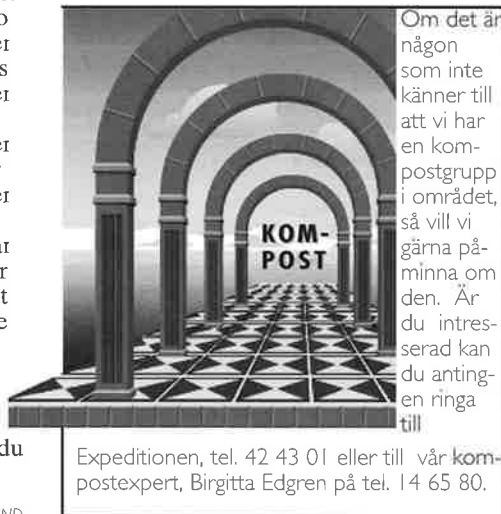 KOM-
POST
Om det är
någon
som inte
känner till
att vi har
en kom-
postgrupp
i området,
så vill vi
gärna på-
minna om
den. Är
du intres-
serad kan
du anting-
en ringa
till
Expeditionen, tel. 42 43 01 eller till vår kom-
postexpert, Birgitta Edgren på tel. 14 65 80.
du